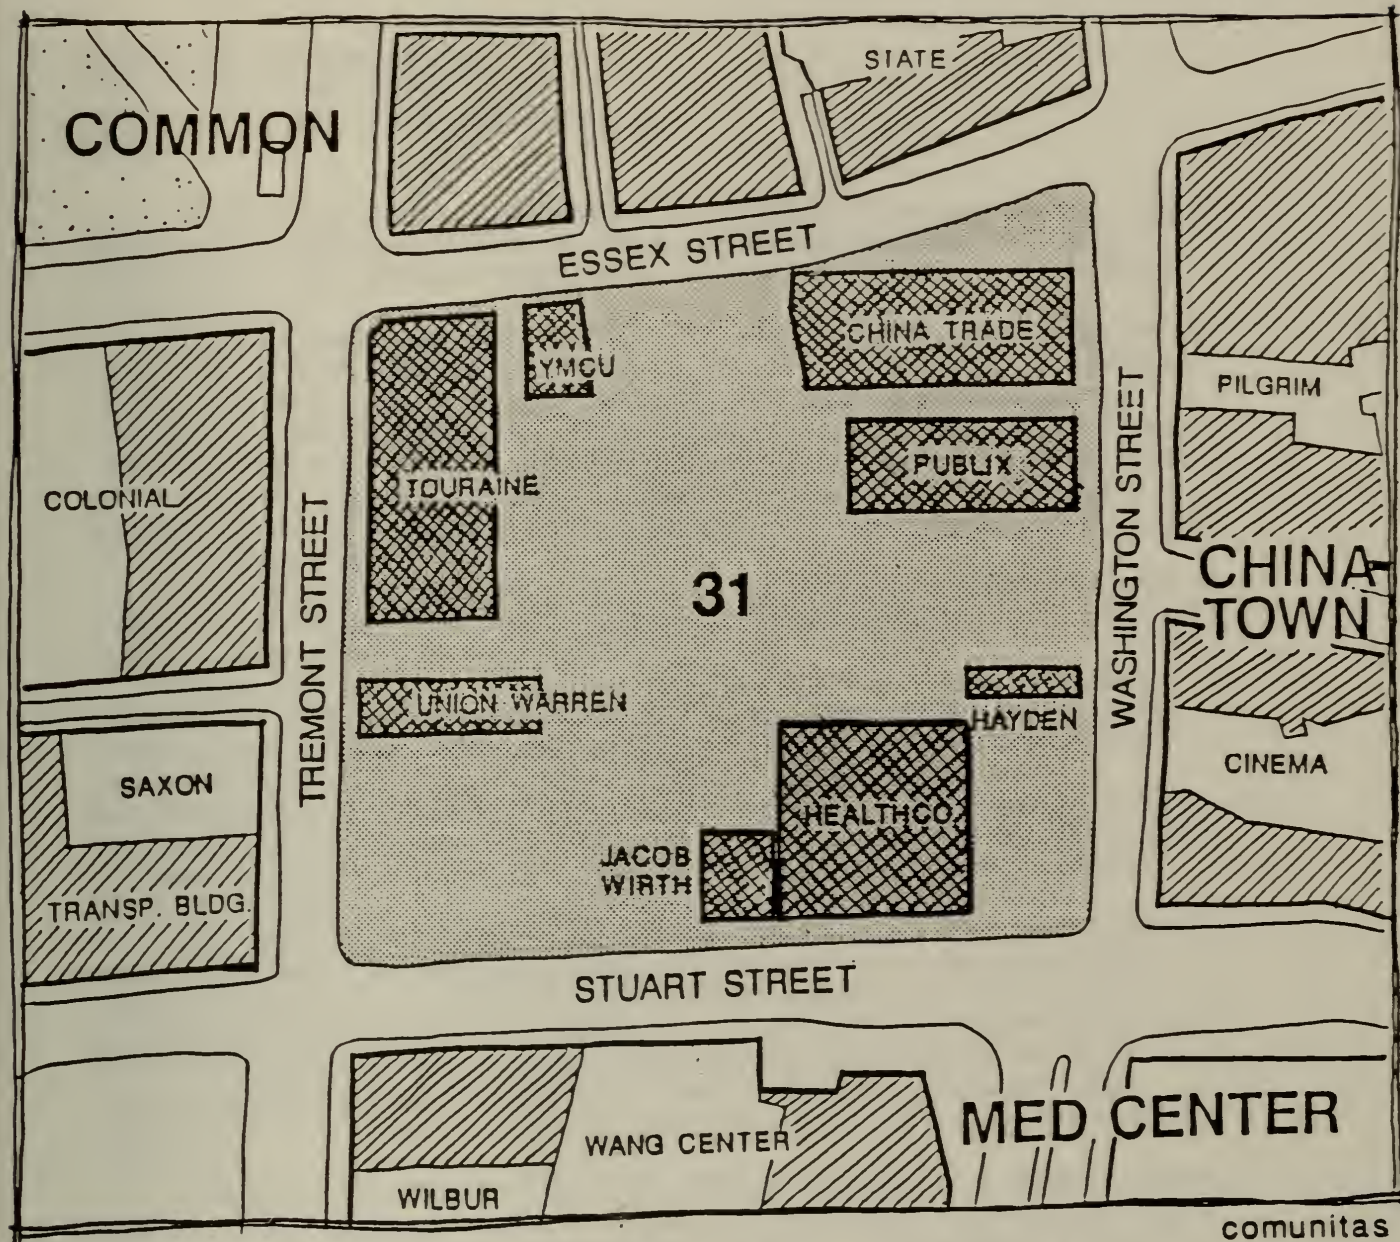 STATE
COMMON
ESSEX STREET
CHINA TRADE
YMCU
PILGRIM
PUBLIX
TOURAINE
COLONIAL
TREMONT STREET
WASHINGTON STREET
31
CHINA
TOWN
UNION WARREN
HAYDEN
SAXON
CINEMA
HEALTHCO
JACOB
WIRTH
TRANSP. BLDG.
STUART STREET
MED CENTER
WANG CENTER
WILBUR
comunitas